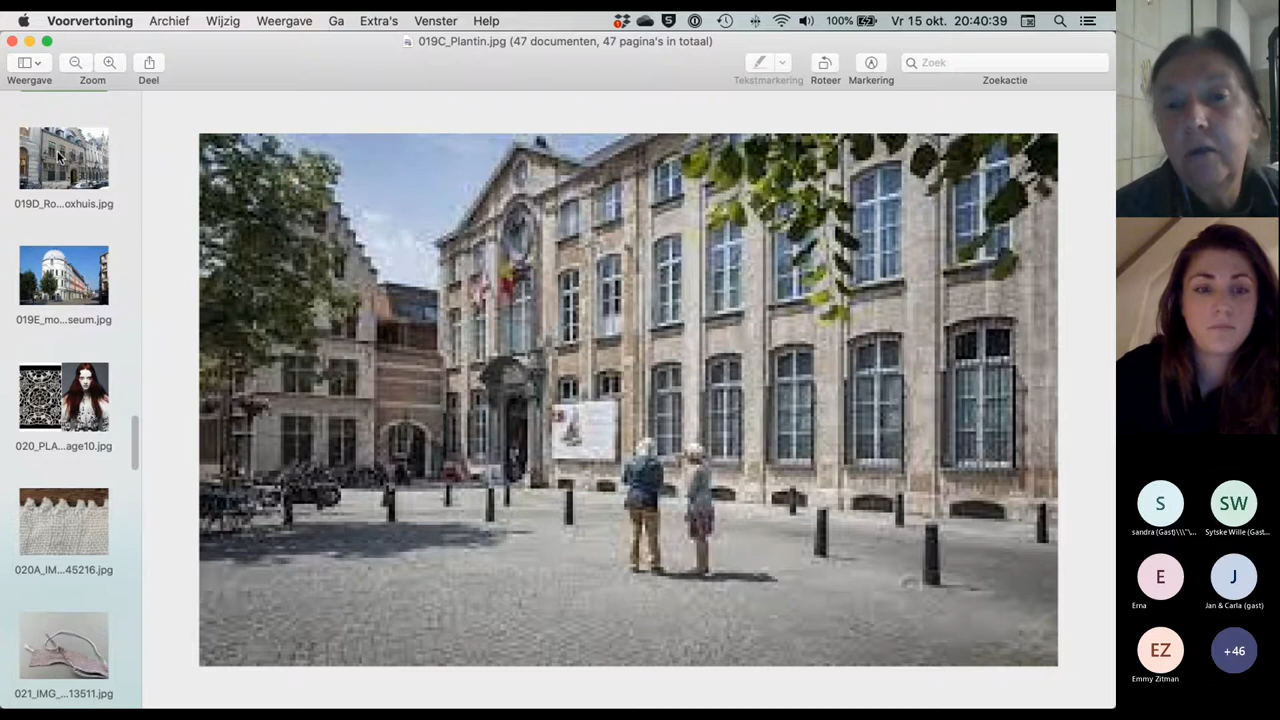 Voorvertoning Archief Wijzig Weergave Ga Extra's Venster Help 100% Vr 15 okt. 20:40:39
019C_Plantin.jpg (47 documenten, 47 pagina's in totaal)
Zoek
Weergave Zoom Deel Tekstmarkering Roteer Markering Zoekactie
019D_Ro...oxhuis.jpg
019E_mo...seum.jpg
020_PLA...age10.jpg
020A_IM...45216.jpg
021_IMG_...13511.jpg
S SW
sandra (Gast)\\\"\,... Sytske Wille (Gast...
E J
Erna Jan & Carla (gast)
EZ +46
Emmy Zitman